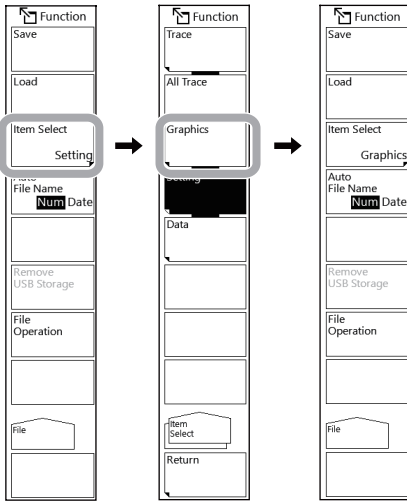 Function
Save
Load
Item Select
Setting
Auto
File Name
Num Date
Remove
USB Storage
File
Operation
File
Function
Trace
All Trace
Graphics
Setting
Data
Item
Select
Return
Function
Save
Load
Item Select
Graphics
Auto
File Name
Num Date
Remove
USB Storage
File
Operation
File